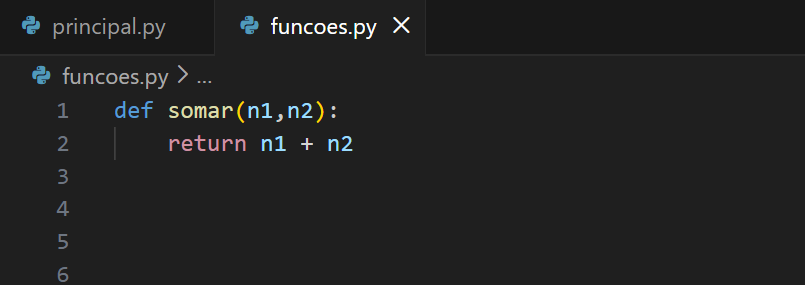 principal.py funcoes.py
funcoes.py > ...
1 def somar(n1,n2):
2     return n1 + n2
3
4
5
6